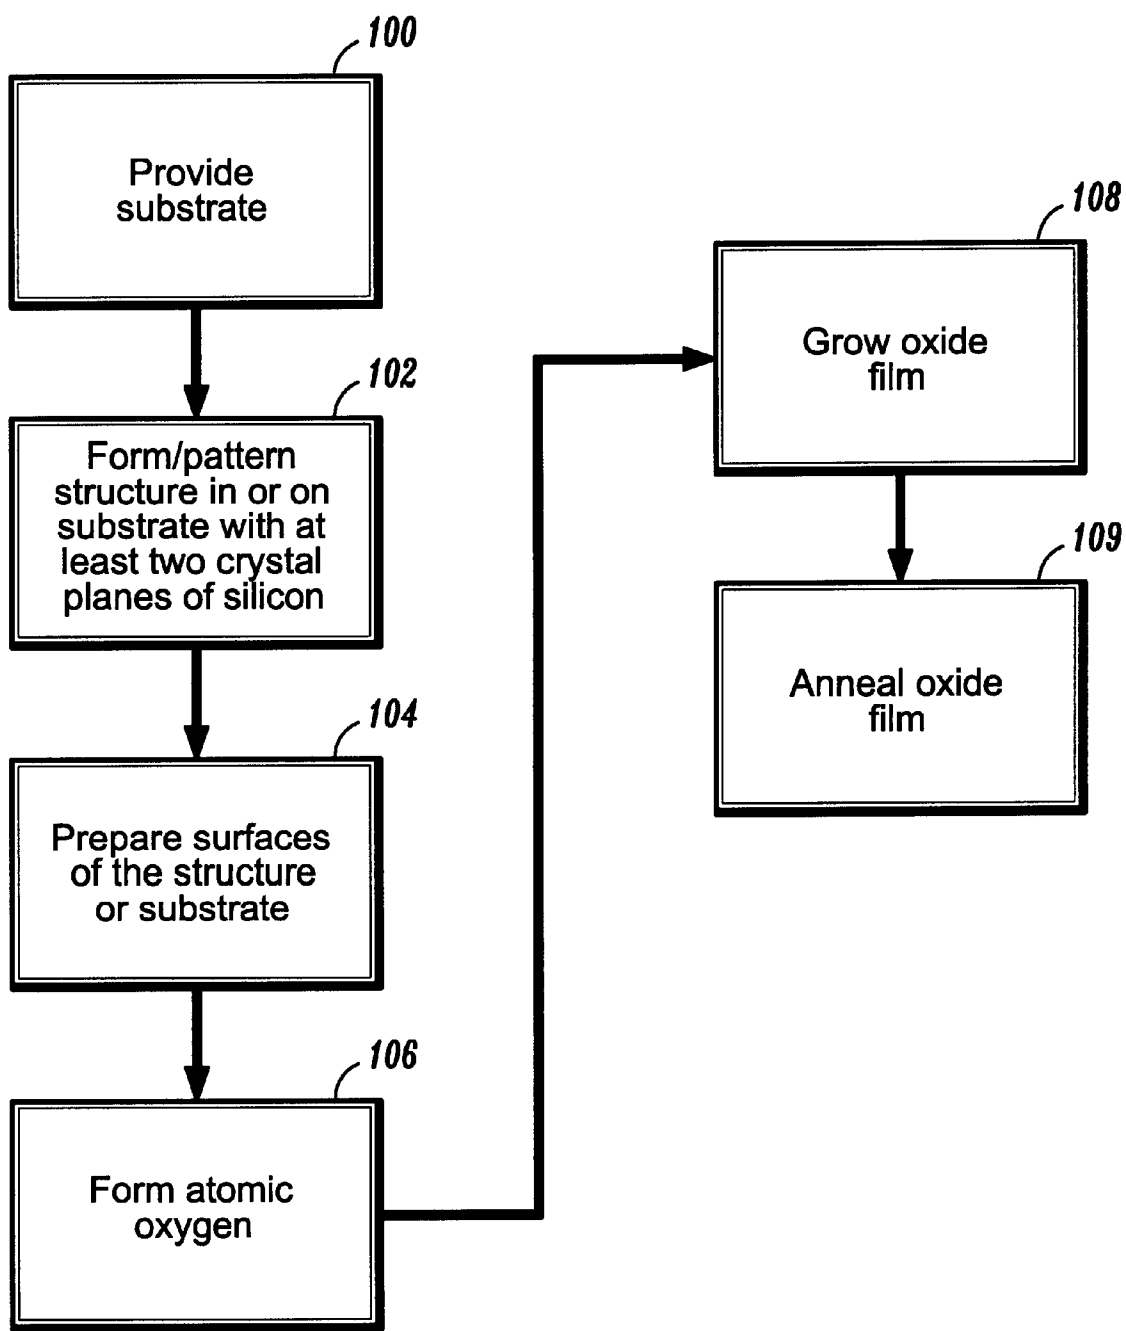 100
Provide
substrate
102
Form/pattern
structure in or on
substrate with at
least two crystal
planes of silicon
104
Prepare surfaces
of the structure
or substrate
106
Form atomic
oxygen
108
Grow oxide
film
109
Anneal oxide
film